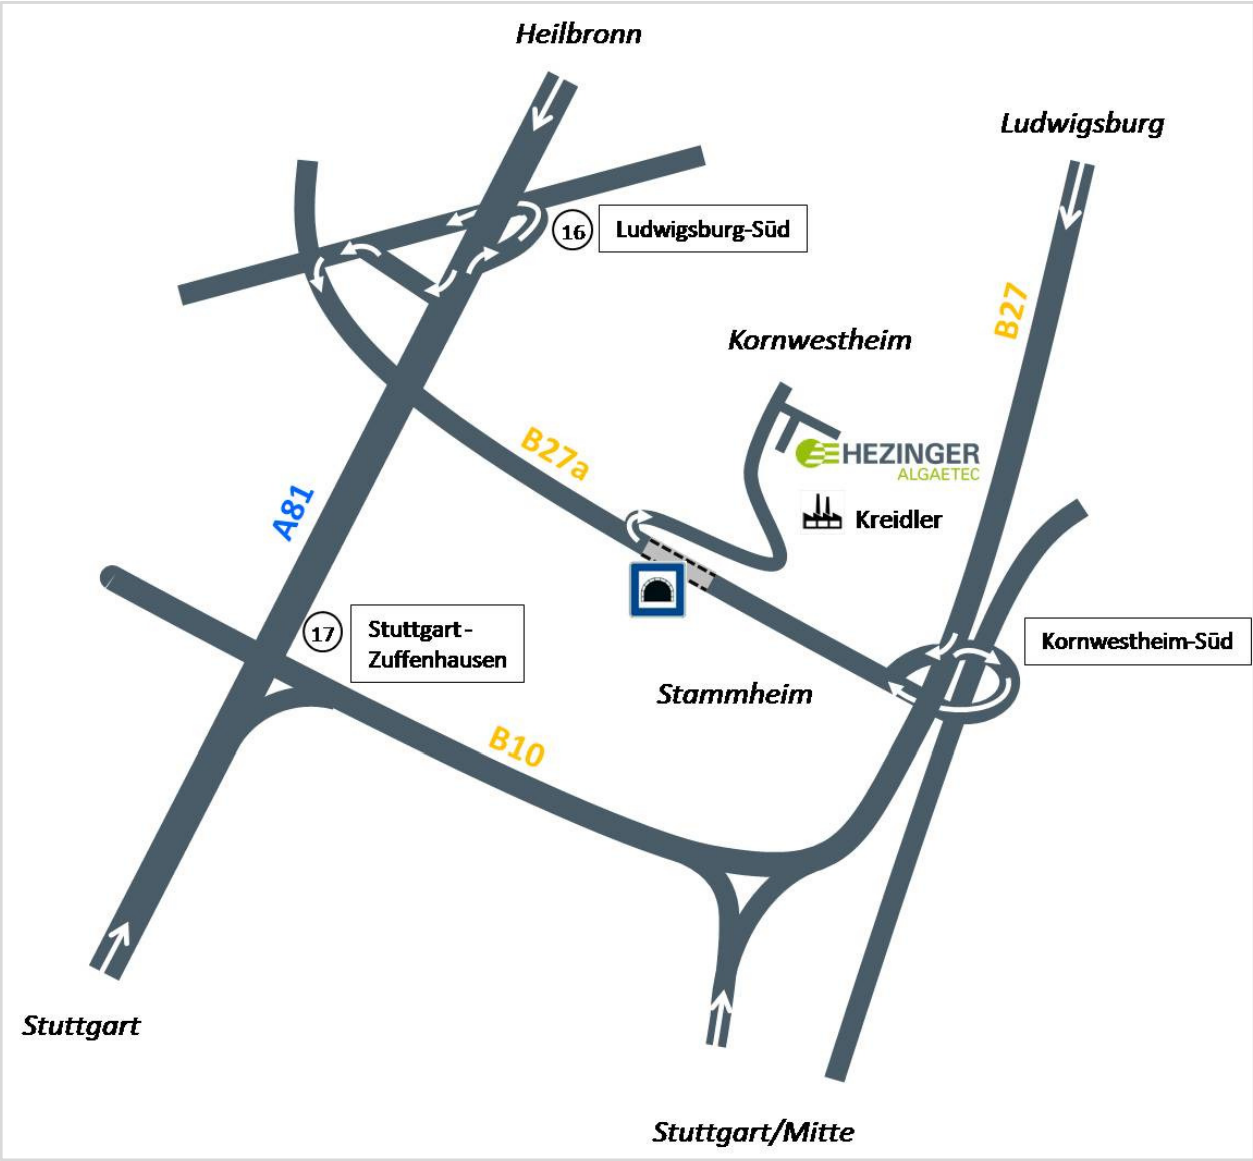 Heilbronn
Ludwigsburg
16
Ludwigsburg-Süd
B27
Kornwestheim
B27a
HEZINGER
ALGAETEC
A81
Kreidler
17
Stuttgart-
Zuffenhausen
Kornwestheim-Süd
Stammheim
B10
Stuttgart
Stuttgart/Mitte